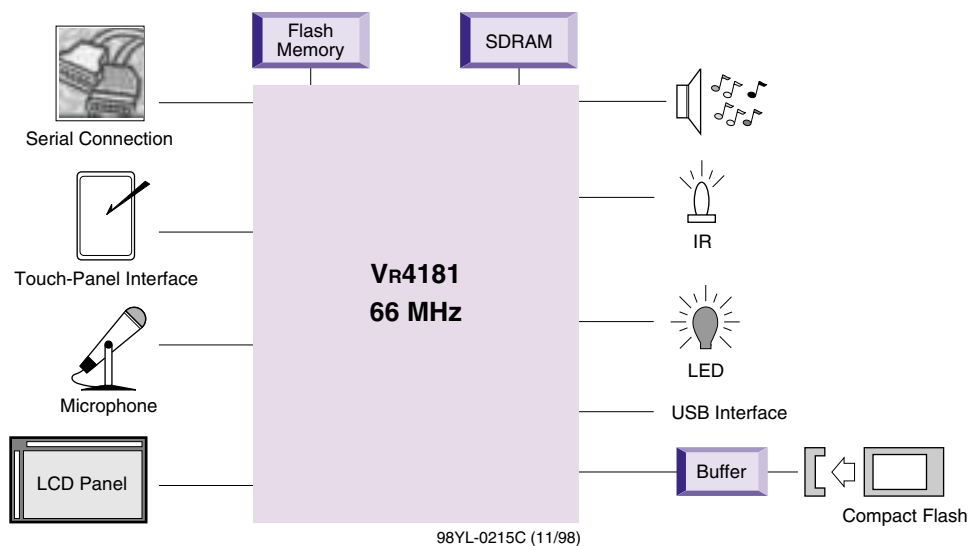 Flash
Memory
SDRAM
Serial Connection
Touch-Panel Interface
IR
VR4181
66 MHz
LED
Microphone
USB Interface
LCD Panel
Buffer
Compact Flash
98YL-0215C (11/98)